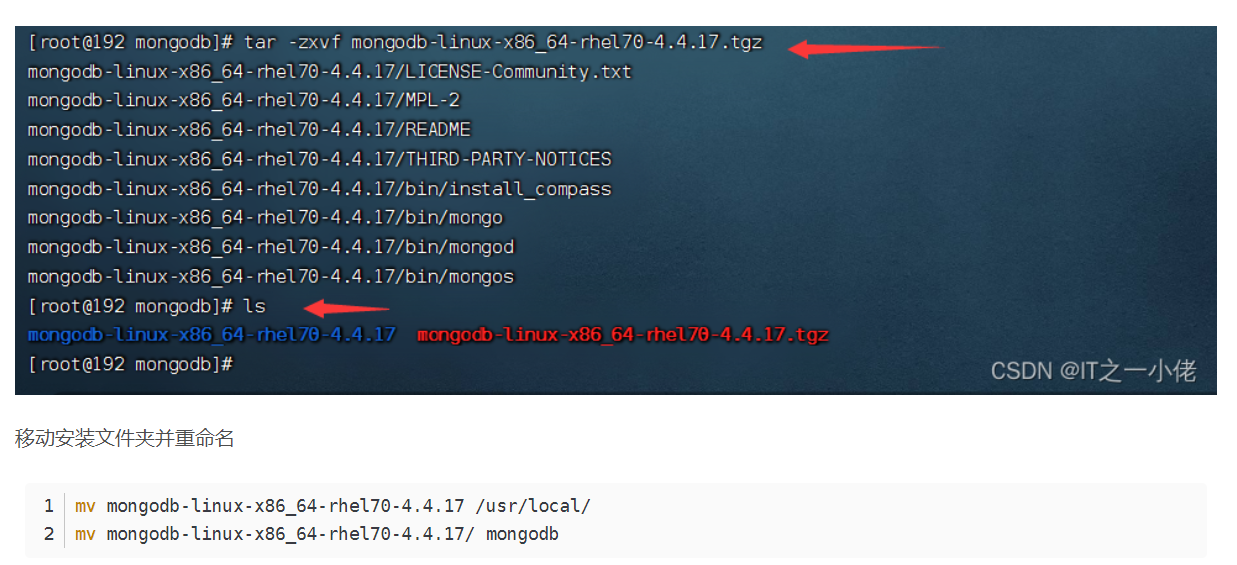 [root@192 mongodb]# tar -zxvf mongodb-linux-x86_64-rhel70-4.4.17.tgz
mongodb-linux-x86_64-rhel70-4.4.17/LICENSE-Community.txt
mongodb-linux-x86_64-rhel70-4.4.17/MPL-2
mongodb-linux-x86_64-rhel70-4.4.17/README
mongodb-linux-x86_64-rhel70-4.4.17/THIRD-PARTY-NOTICES
mongodb-linux-x86_64-rhel70-4.4.17/bin/install_compass
mongodb-linux-x86_64-rhel70-4.4.17/bin/mongo
mongodb-linux-x86_64-rhel70-4.4.17/bin/mongod
mongodb-linux-x86_64-rhel70-4.4.17/bin/mongos
[root@192 mongodb]# ls
mongodb-linux-x86_64-rhel70-4.4.17 mongodb-linux-x86_64-rhel70-4.4.17.tgz
[root@192 mongodb]#
CSDN @IT之一小佬
移动安装文件夹并重命名
1 mv mongodb-linux-x86_64-rhel70-4.4.17 /usr/local/
2 mv mongodb-linux-x86_64-rhel70-4.4.17/ mongodb